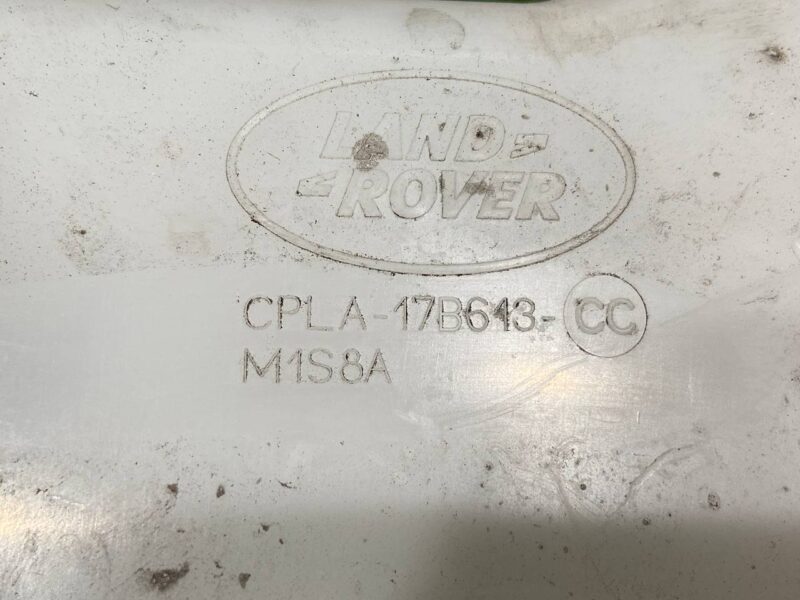 LAND
ROVER
CPLA-17B613-CC
M1S8A